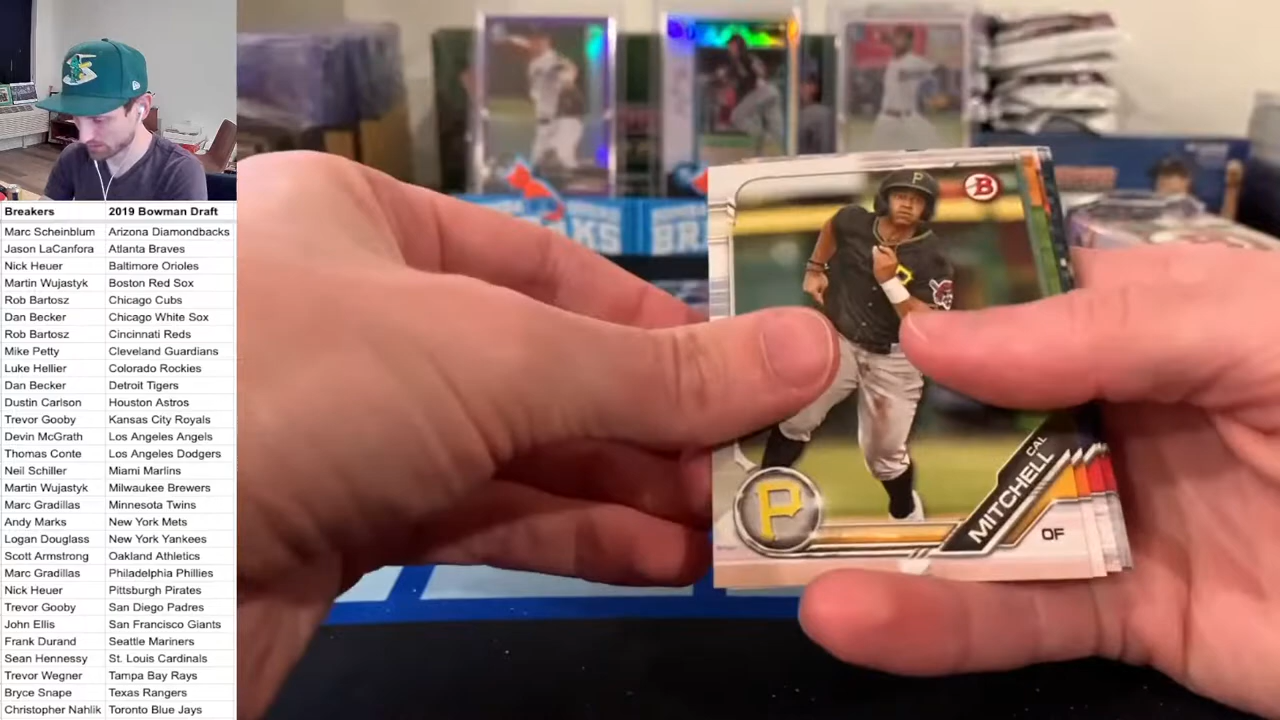 Breakers 2019 Bowman Draft
Marc Scheinblum Arizona Diamondbacks
Jason LaCanfora Atlanta Braves
Nick Heuer Baltimore Orioles
Martin Wujastyk Boston Red Sox
Rob Bartosz Chicago Cubs
Dan Becker Chicago White Sox
Rob Bartosz Cincinnati Reds
Mike Petty Cleveland Guardians
Luke Hellier Colorado Rockies
Dan Becker Detroit Tigers
Dustin Carlson Houston Astros
Trevor Gooby Kansas City Royals
Devin McGrath Los Angeles Angels
Thomas Conte Los Angeles Dodgers
Neil Schiller Miami Marlins
Martin Wujastyk Milwaukee Brewers
Marc Gradillas Minnesota Twins
Andy Marks New York Mets
Logan Douglass New York Yankees
Scott Armstrong Oakland Athletics
Marc Gradillas Philadelphia Phillies
Nick Heuer Pittsburgh Pirates
Trevor Gooby San Diego Padres
John Ellis San Francisco Giants
Frank Durand Seattle Mariners
Sean Hennessy St. Louis Cardinals
Trevor Wegner Tampa Bay Rays
Bryce Snape Texas Rangers
Christopher Nahlik Toronto Blue Jays
B
P
P
CAL
MITCHELL
OF